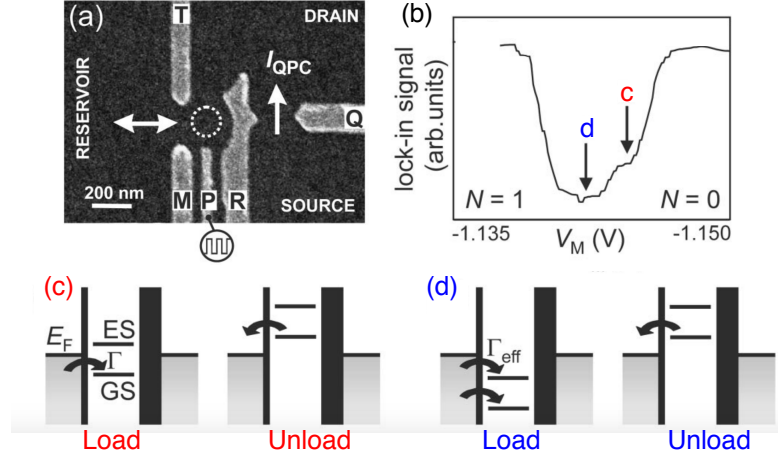 (a)
T
DRAIN
RESERVOIR
I_QPC
Q
200 nm
M P R
SOURCE
(b)
lock-in signal
(arb.units)
c
d
N = 1
N = 0
-1.135
V_M (V)
-1.150
(c)
E_F
ES
Γ
GS
Load
Unload
(d)
Γ_eff
Load
Unload